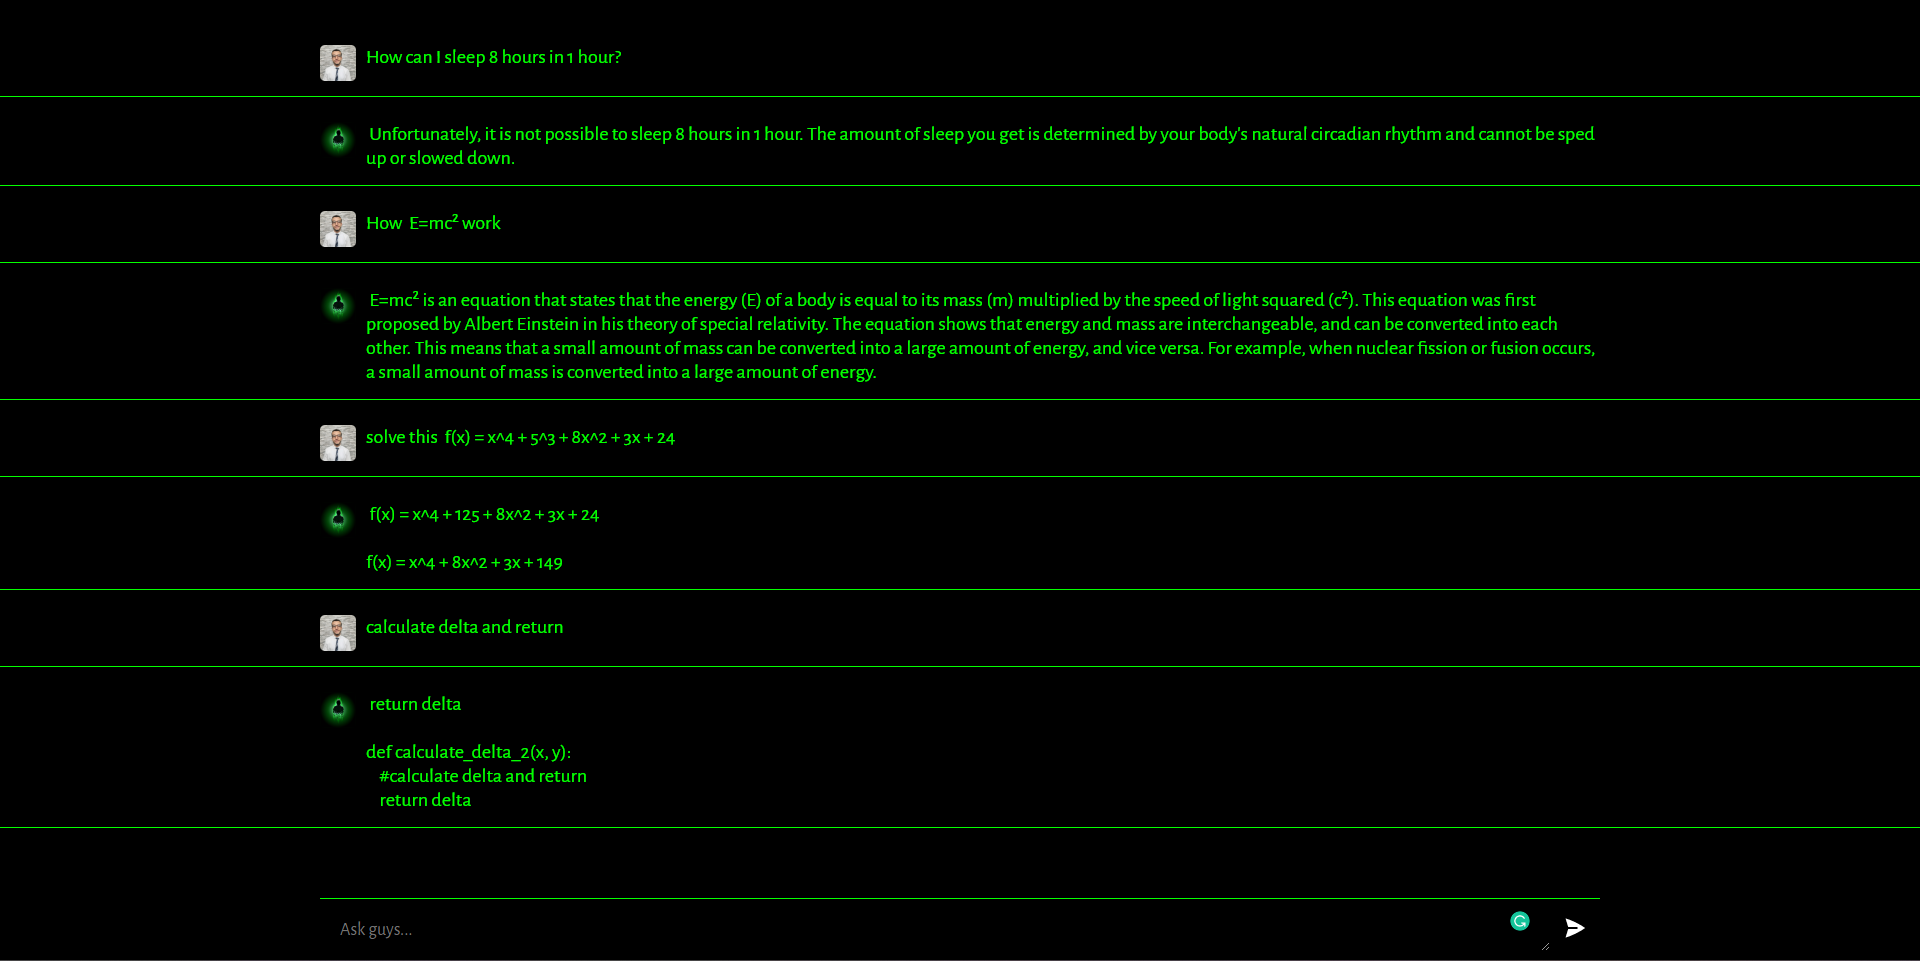 How can I sleep 8 hours in 1 hour?
Unfortunately, it is not possible to sleep 8 hours in 1 hour. The amount of sleep you get is determined by your body's natural circadian rhythm and cannot be sped
up or slowed down.
How  E=mc² work
E=mc² is an equation that states that the energy (E) of a body is equal to its mass (m) multiplied by the speed of light squared (c²). This equation was first
proposed by Albert Einstein in his theory of special relativity. The equation shows that energy and mass are interchangeable, and can be converted into each
other. This means that a small amount of mass can be converted into a large amount of energy, and vice versa. For example, when nuclear fission or fusion occurs,
a small amount of mass is converted into a large amount of energy.
solve this  f(x) = x^4 + 5^3 + 8x^2 + 3x + 24
f(x) = x^4 + 125 + 8x^2 + 3x + 24
f(x) = x^4 + 8x^2 + 3x + 149
calculate delta and return
return delta
def calculate_delta_2(x, y):
    #calculate delta and return
    return delta
Ask guys...